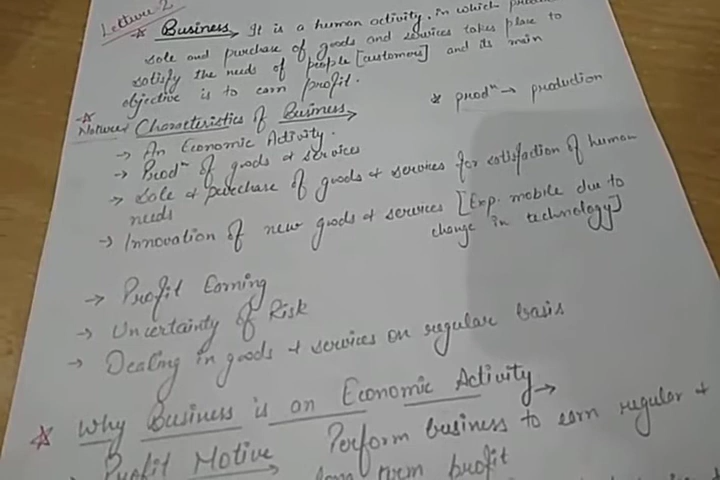 Lecture 2
* Business → It is a human activity, in which
sale and purchase of goods and services takes place to
satisfy the needs of people [customers] and its main
objective is to earn profit.
* prodⁿ → production
* Nature & Characteristics of Business →
→ An Economic Activity.
→ Prodⁿ of goods & services
→ Sale & purchase of goods & services for satisfaction of human
needs
→ Innovation of new goods & services [Exp. mobile due to
change in technology]
→ Profit Earning
→ Uncertainty of Risk
→ Dealing in goods & services on regular basis
* Why Business is an Economic Activity →
Profit Motive → Perform business to earn regular &
long term profit